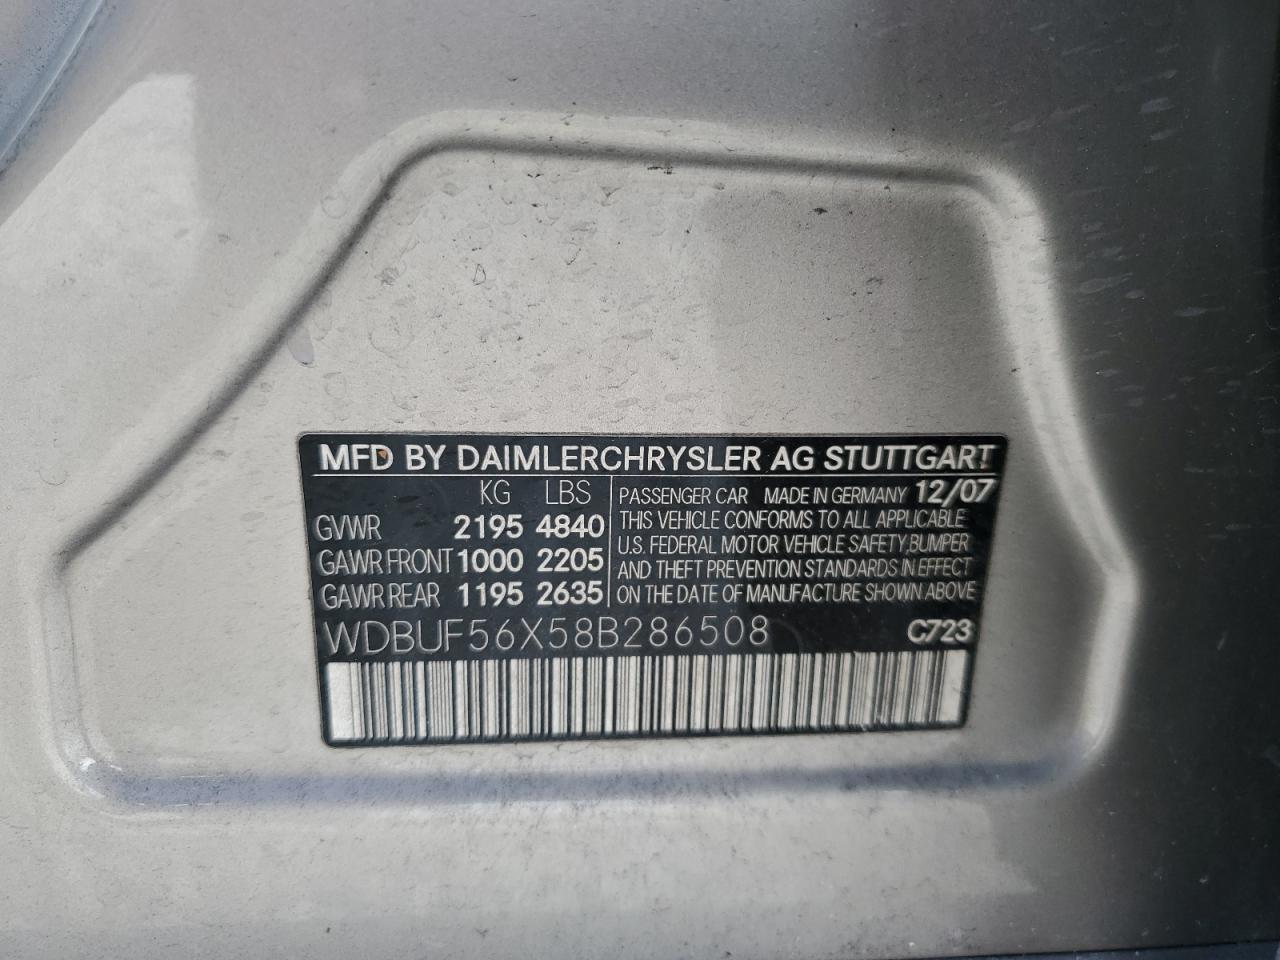 MFD BY DAIMLERCHRYSLER AG STUTTGART
KG LBS
GVWR 2195 4840
GAWR FRONT 1000 2205
GAWR REAR 1195 2635
PASSENGER CAR MADE IN GERMANY 12/07
THIS VEHICLE CONFORMS TO ALL APPLICABLE
U.S. FEDERAL MOTOR VEHICLE SAFETY,BUMPER
AND THEFT PREVENTION STANDARDS IN EFFECT
ON THE DATE OF MANUFACTURE SHOWN ABOVE
WDBUF56X58B286508 C723